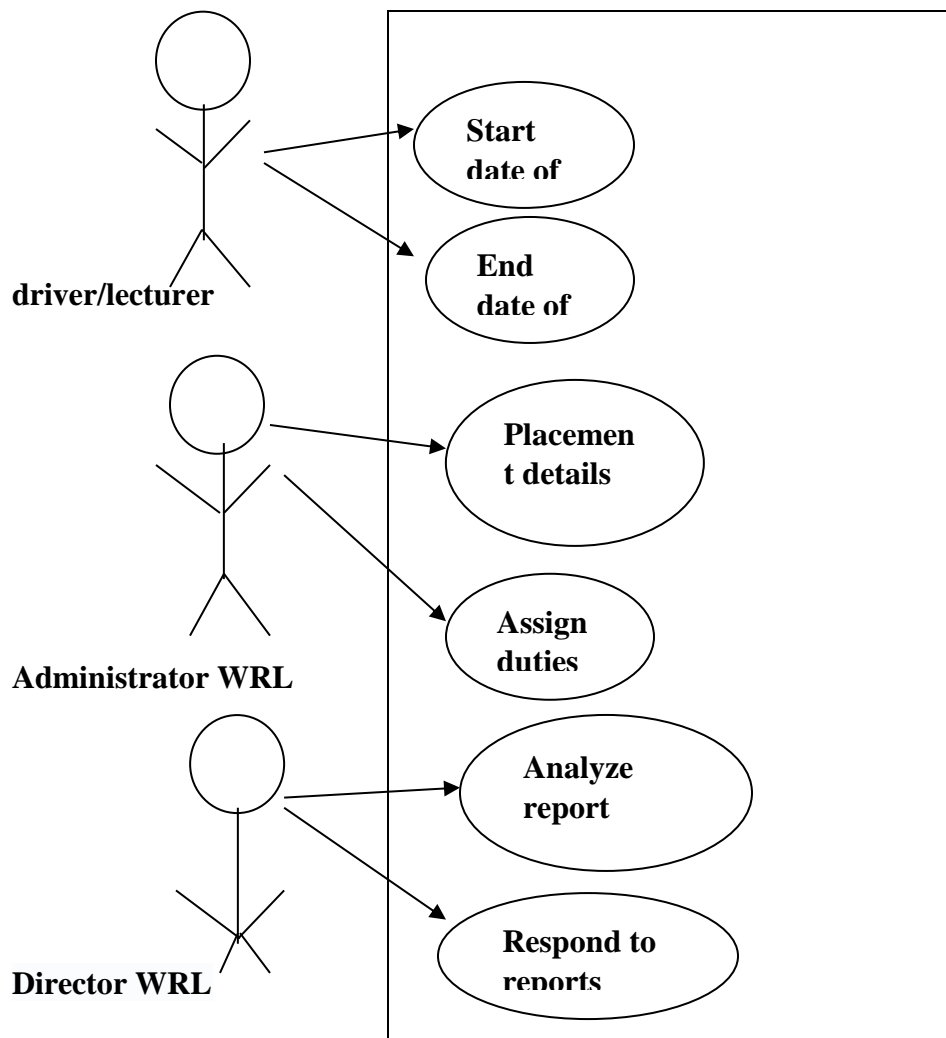 Start
date of
End
date of
driver/lecturer
Placemen
t details
Assign
duties
Administrator WRL
Analyze
report
Respond to
reports
Director WRL